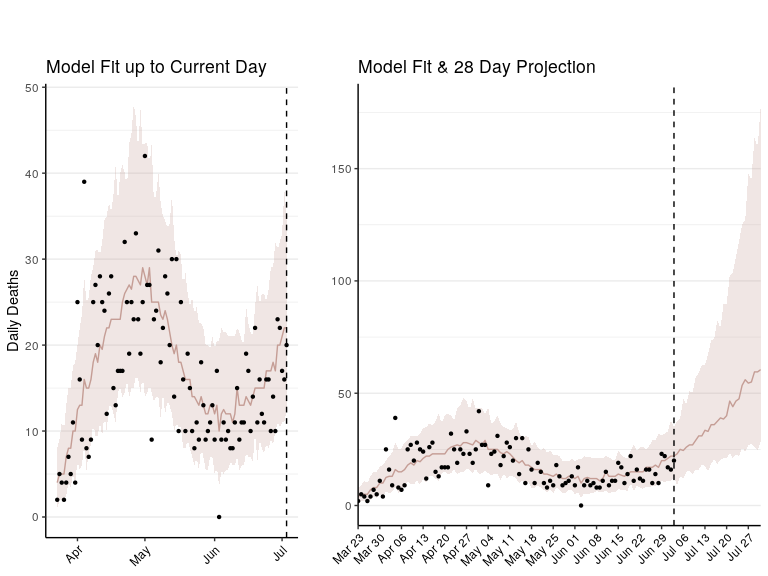 Model Fit up to Current Day
Model Fit & 28 Day Projection
Daily Deaths
50
40
30
20
10
0
Apr
May
Jun
Jul
150
100
50
0
Mar 23
Mar 30
Apr 06
Apr 13
Apr 20
Apr 27
May 04
May 11
May 18
May 25
Jun 01
Jun 08
Jun 15
Jun 22
Jun 29
Jul 06
Jul 13
Jul 20
Jul 27